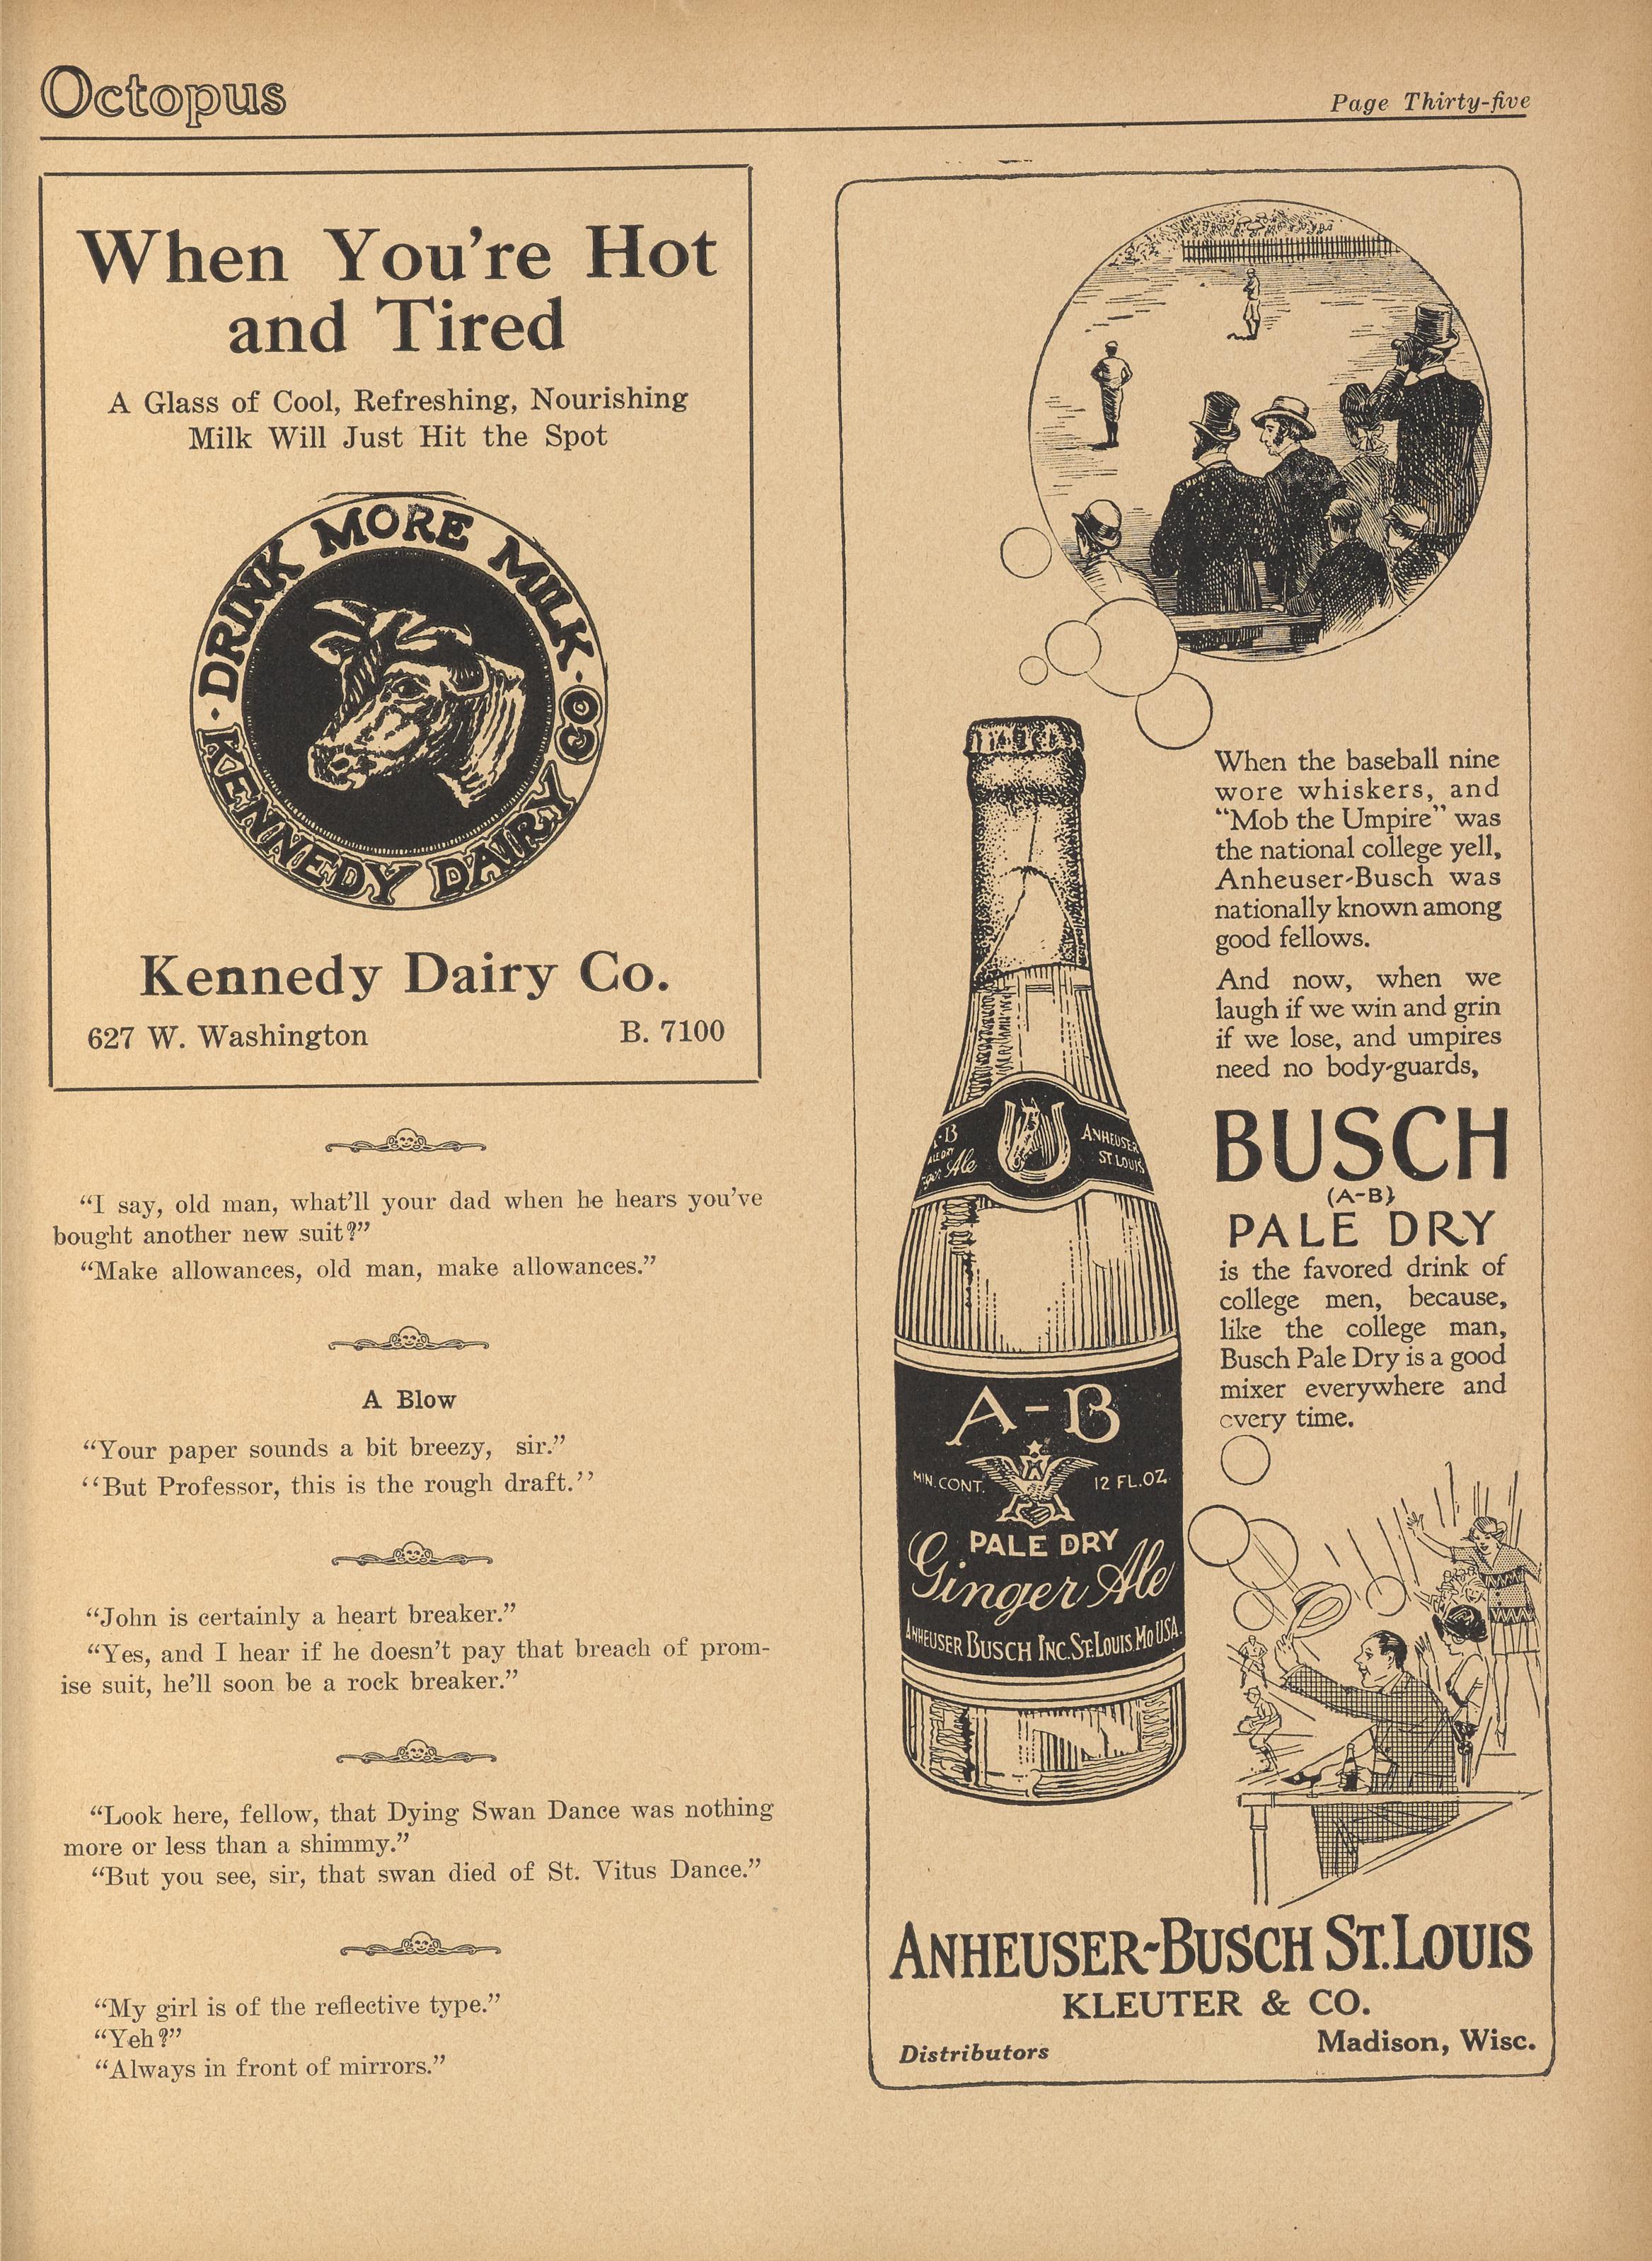 Octopus
Page Thirty-five
When You're Hot
and Tired
A Glass of Cool, Refreshing, Nourishing
Milk Will Just Hit the Spot
· DRINK MORE MILK ·
KENNEDY DAIRY CO
Kennedy Dairy Co.
627 W. Washington B. 7100
“I say, old man, what'll your dad when he hears you've
bought another new suit?”
“Make allowances, old man, make allowances.”
A Blow
“Your paper sounds a bit breezy, sir.”
‘‘But Professor, this is the rough draft.’’
“John is certainly a heart breaker.”
“Yes, and I hear if he doesn't pay that breach of prom-
ise suit, he'll soon be a rock breaker.”
“Look here, fellow, that Dying Swan Dance was nothing
more or less than a shimmy.”
“But you see, sir, that swan died of St. Vitus Dance.”
“My girl is of the reflective type.”
“Yeh?”
“Always in front of mirrors.”
When the baseball nine
wore whiskers, and
“Mob the Umpire” was
the national college yell,
Anheuser-Busch was
nationally known among
good fellows.
And now, when we
laugh if we win and grin
if we lose, and umpires
need no body-guards,
BUSCH
(A-B)
PALE DRY
is the favored drink of
college men, because,
like the college man,
Busch Pale Dry is a good
mixer everywhere and
every time.
Ale
ANHEUSER
ST LOUIS
A-B
MIN. CONT. 12 FL.OZ.
PALE DRY
Ginger Ale
ANHEUSER BUSCH INC. ST. LOUIS MO USA.
ANHEUSER-BUSCH ST. LOUIS
KLEUTER & CO.
Distributors Madison, Wisc.